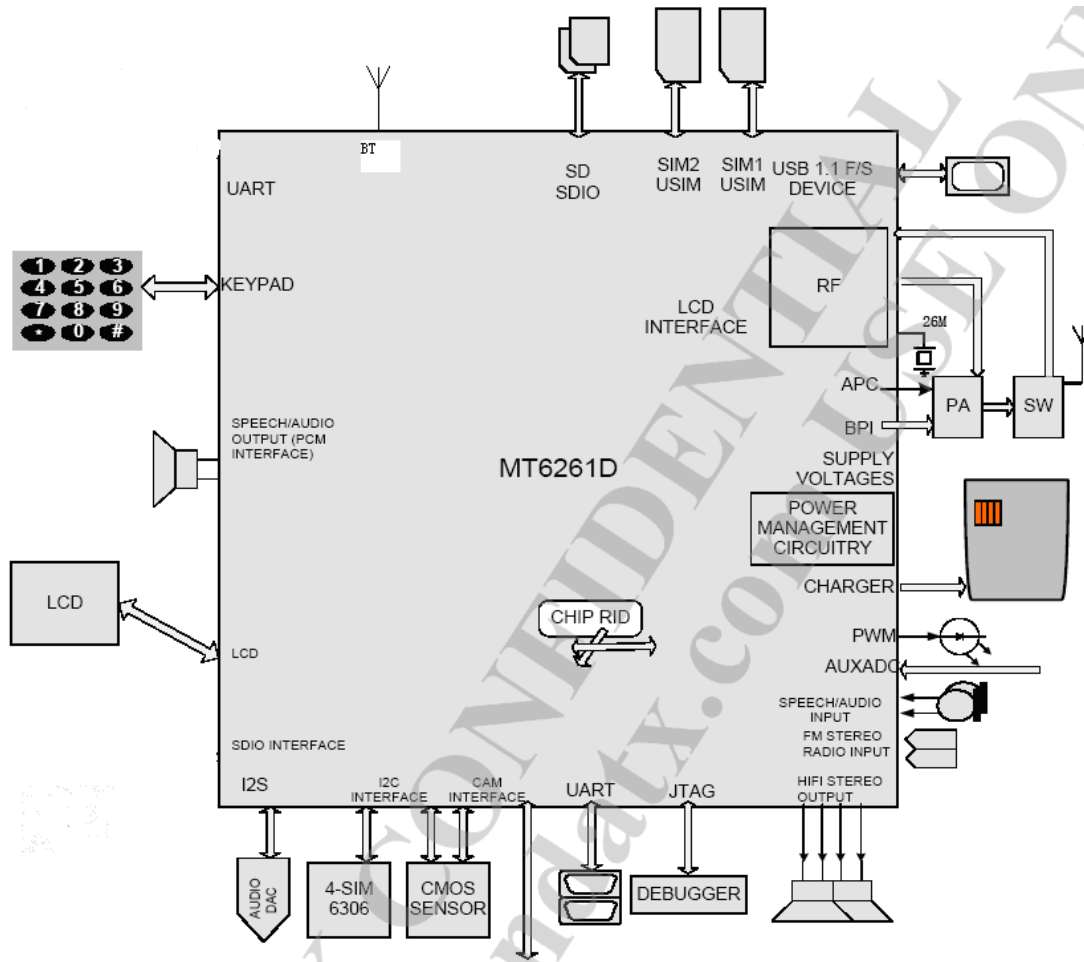 BT
UART
SD
SDIO
SIM2
USIM
SIM1
USIM
USB 1.1 F/S
DEVICE
1 2 3
4 5 6
7 8 9
* 0 #
KEYPAD
RF
LCD
INTERFACE
26M
APC
PA
SW
BPI
SPEECH/AUDIO
OUTPUT (PCM
INTERFACE)
MT6261D
SUPPLY
VOLTAGES
POWER
MANAGEMENT
CIRCUITRY
CHARGER
LCD
CHIP RID
LCD
PWM
AUXADC
SPEECH/AUDIO
INPUT
SDIO INTERFACE
FM STEREO
RADIO INPUT
I2S
I2C
INTERFACE
CAM
INTERFACE
UART
JTAG
HIFI STEREO
OUTPUT
AUDIO
DAC
4-SIM
6306
CMOS
SENSOR
DEBUGGER
CONFIDENTIAL
USE ON